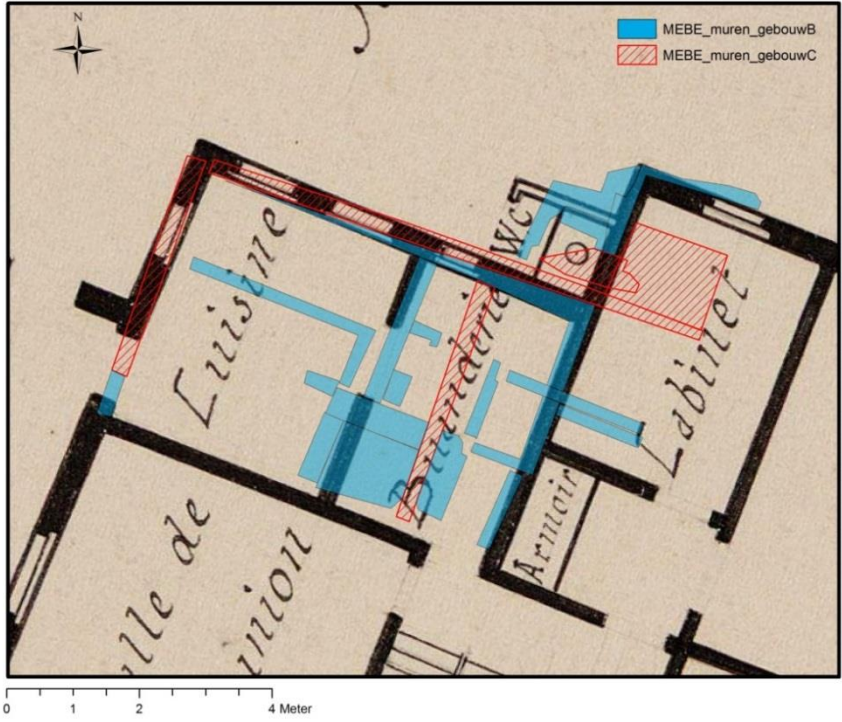 N
MEBE_muren_gebouwB
MEBE_muren_gebouwC
WC
Cuisine
Buanderie
Cabinet
Armoir
lle de
union
0 1 2 4 Meter